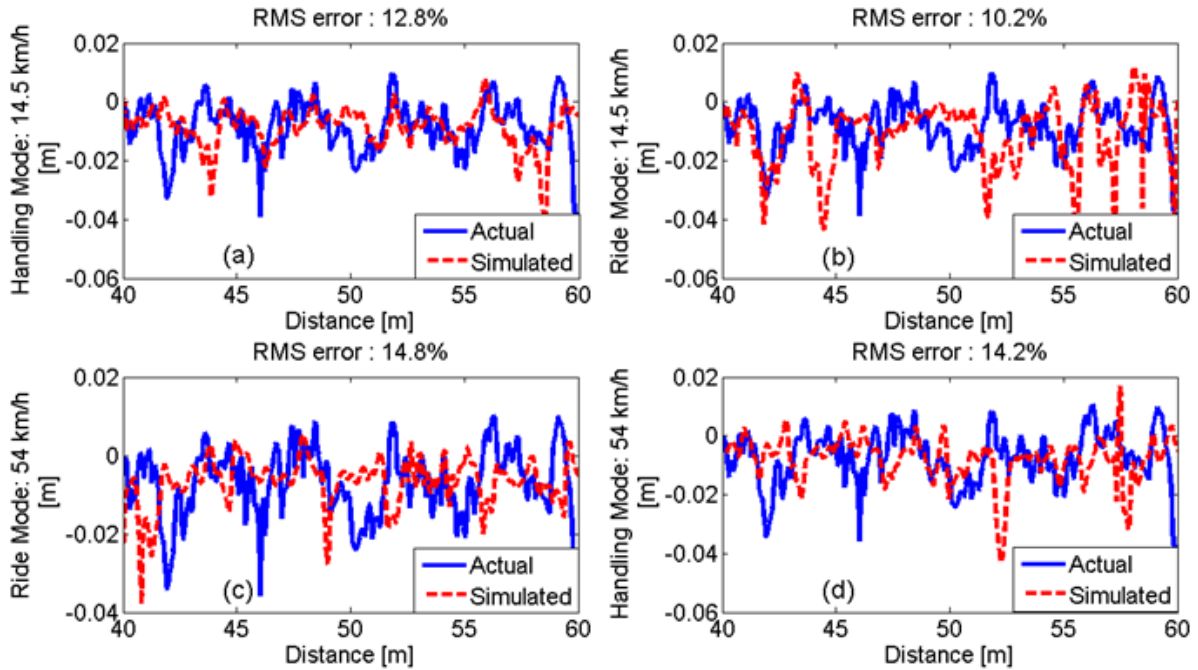 RMS error : 12.8%
Handling Mode: 14.5 km/h
[m]
0.02
0
-0.02
-0.04
-0.06
(a)
Actual
Simulated
40
45
50
55
60
Distance [m]
RMS error : 10.2%
Ride Mode: 14.5 km/h
[m]
0.02
0
-0.02
-0.04
-0.06
(b)
Actual
Simulated
40
45
50
55
60
Distance [m]
RMS error : 14.8%
Ride Mode: 54 km/h
[m]
0.02
0
-0.02
-0.04
(c)
Actual
Simulated
40
45
50
55
60
Distance [m]
RMS error : 14.2%
Handling Mode: 54 km/h
[m]
0.02
0
-0.02
-0.04
-0.06
(d)
Actual
Simulated
40
45
50
55
60
Distance [m]